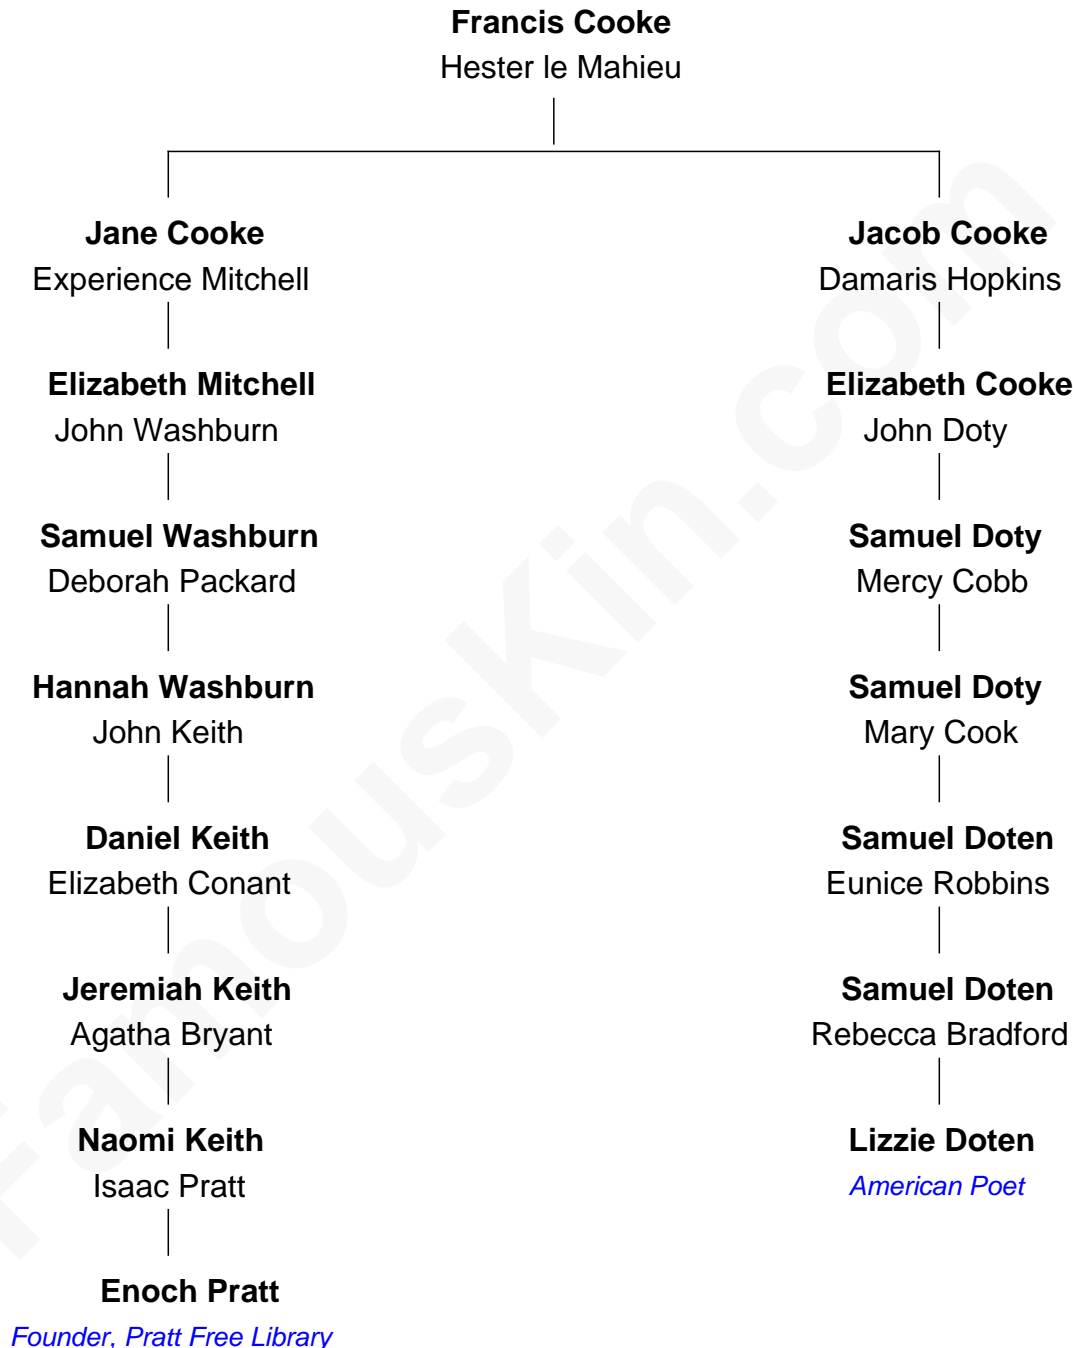 Francis Cooke
Hester le Mahieu
Jane Cooke
Experience Mitchell
Jacob Cooke
Damaris Hopkins
Elizabeth Mitchell
John Washburn
Elizabeth Cooke
John Doty
Samuel Washburn
Deborah Packard
Samuel Doty
Mercy Cobb
Hannah Washburn
John Keith
Samuel Doty
Mary Cook
Daniel Keith
Elizabeth Conant
Samuel Doten
Eunice Robbins
Jeremiah Keith
Agatha Bryant
Samuel Doten
Rebecca Bradford
Naomi Keith
Isaac Pratt
Lizzie Doten
American Poet
Enoch Pratt
Founder, Pratt Free Library
FamousKin.com